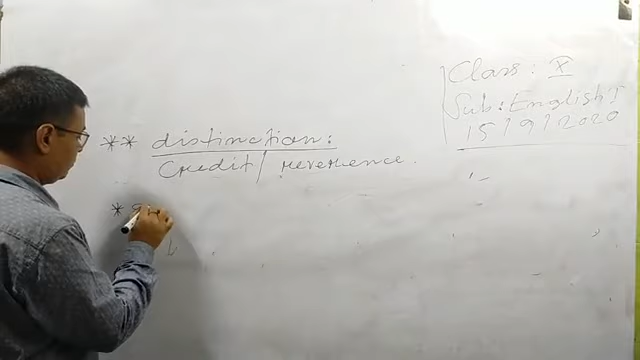 Class: X
Sub: English I
15/9/2020
** distinction:
Credit/ reverence.
*